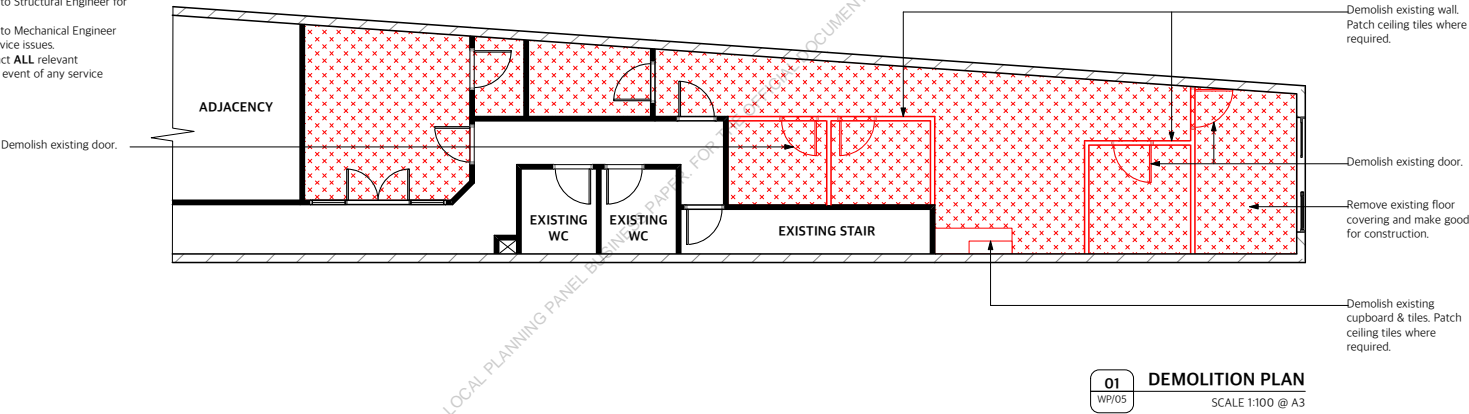 to Structural Engineer for
to Mechanical Engineer
vice issues.
ct ALL relevant
event of any service
Demolish existing door.
ADJACENCY
EXISTING
WC
EXISTING
WC
EXISTING STAIR
Demolish existing wall.
Patch ceiling tiles where
required.
Demolish existing door.
Remove existing floor
covering and make good
for construction.
Demolish existing
cupboard & tiles. Patch
ceiling tiles where
required.
LOCAL PLANNING PANEL BUSINESS PAPER. FOR THE OFFICIAL DOCUMENT
01
WP/05
DEMOLITION PLAN
SCALE 1:100 @ A3